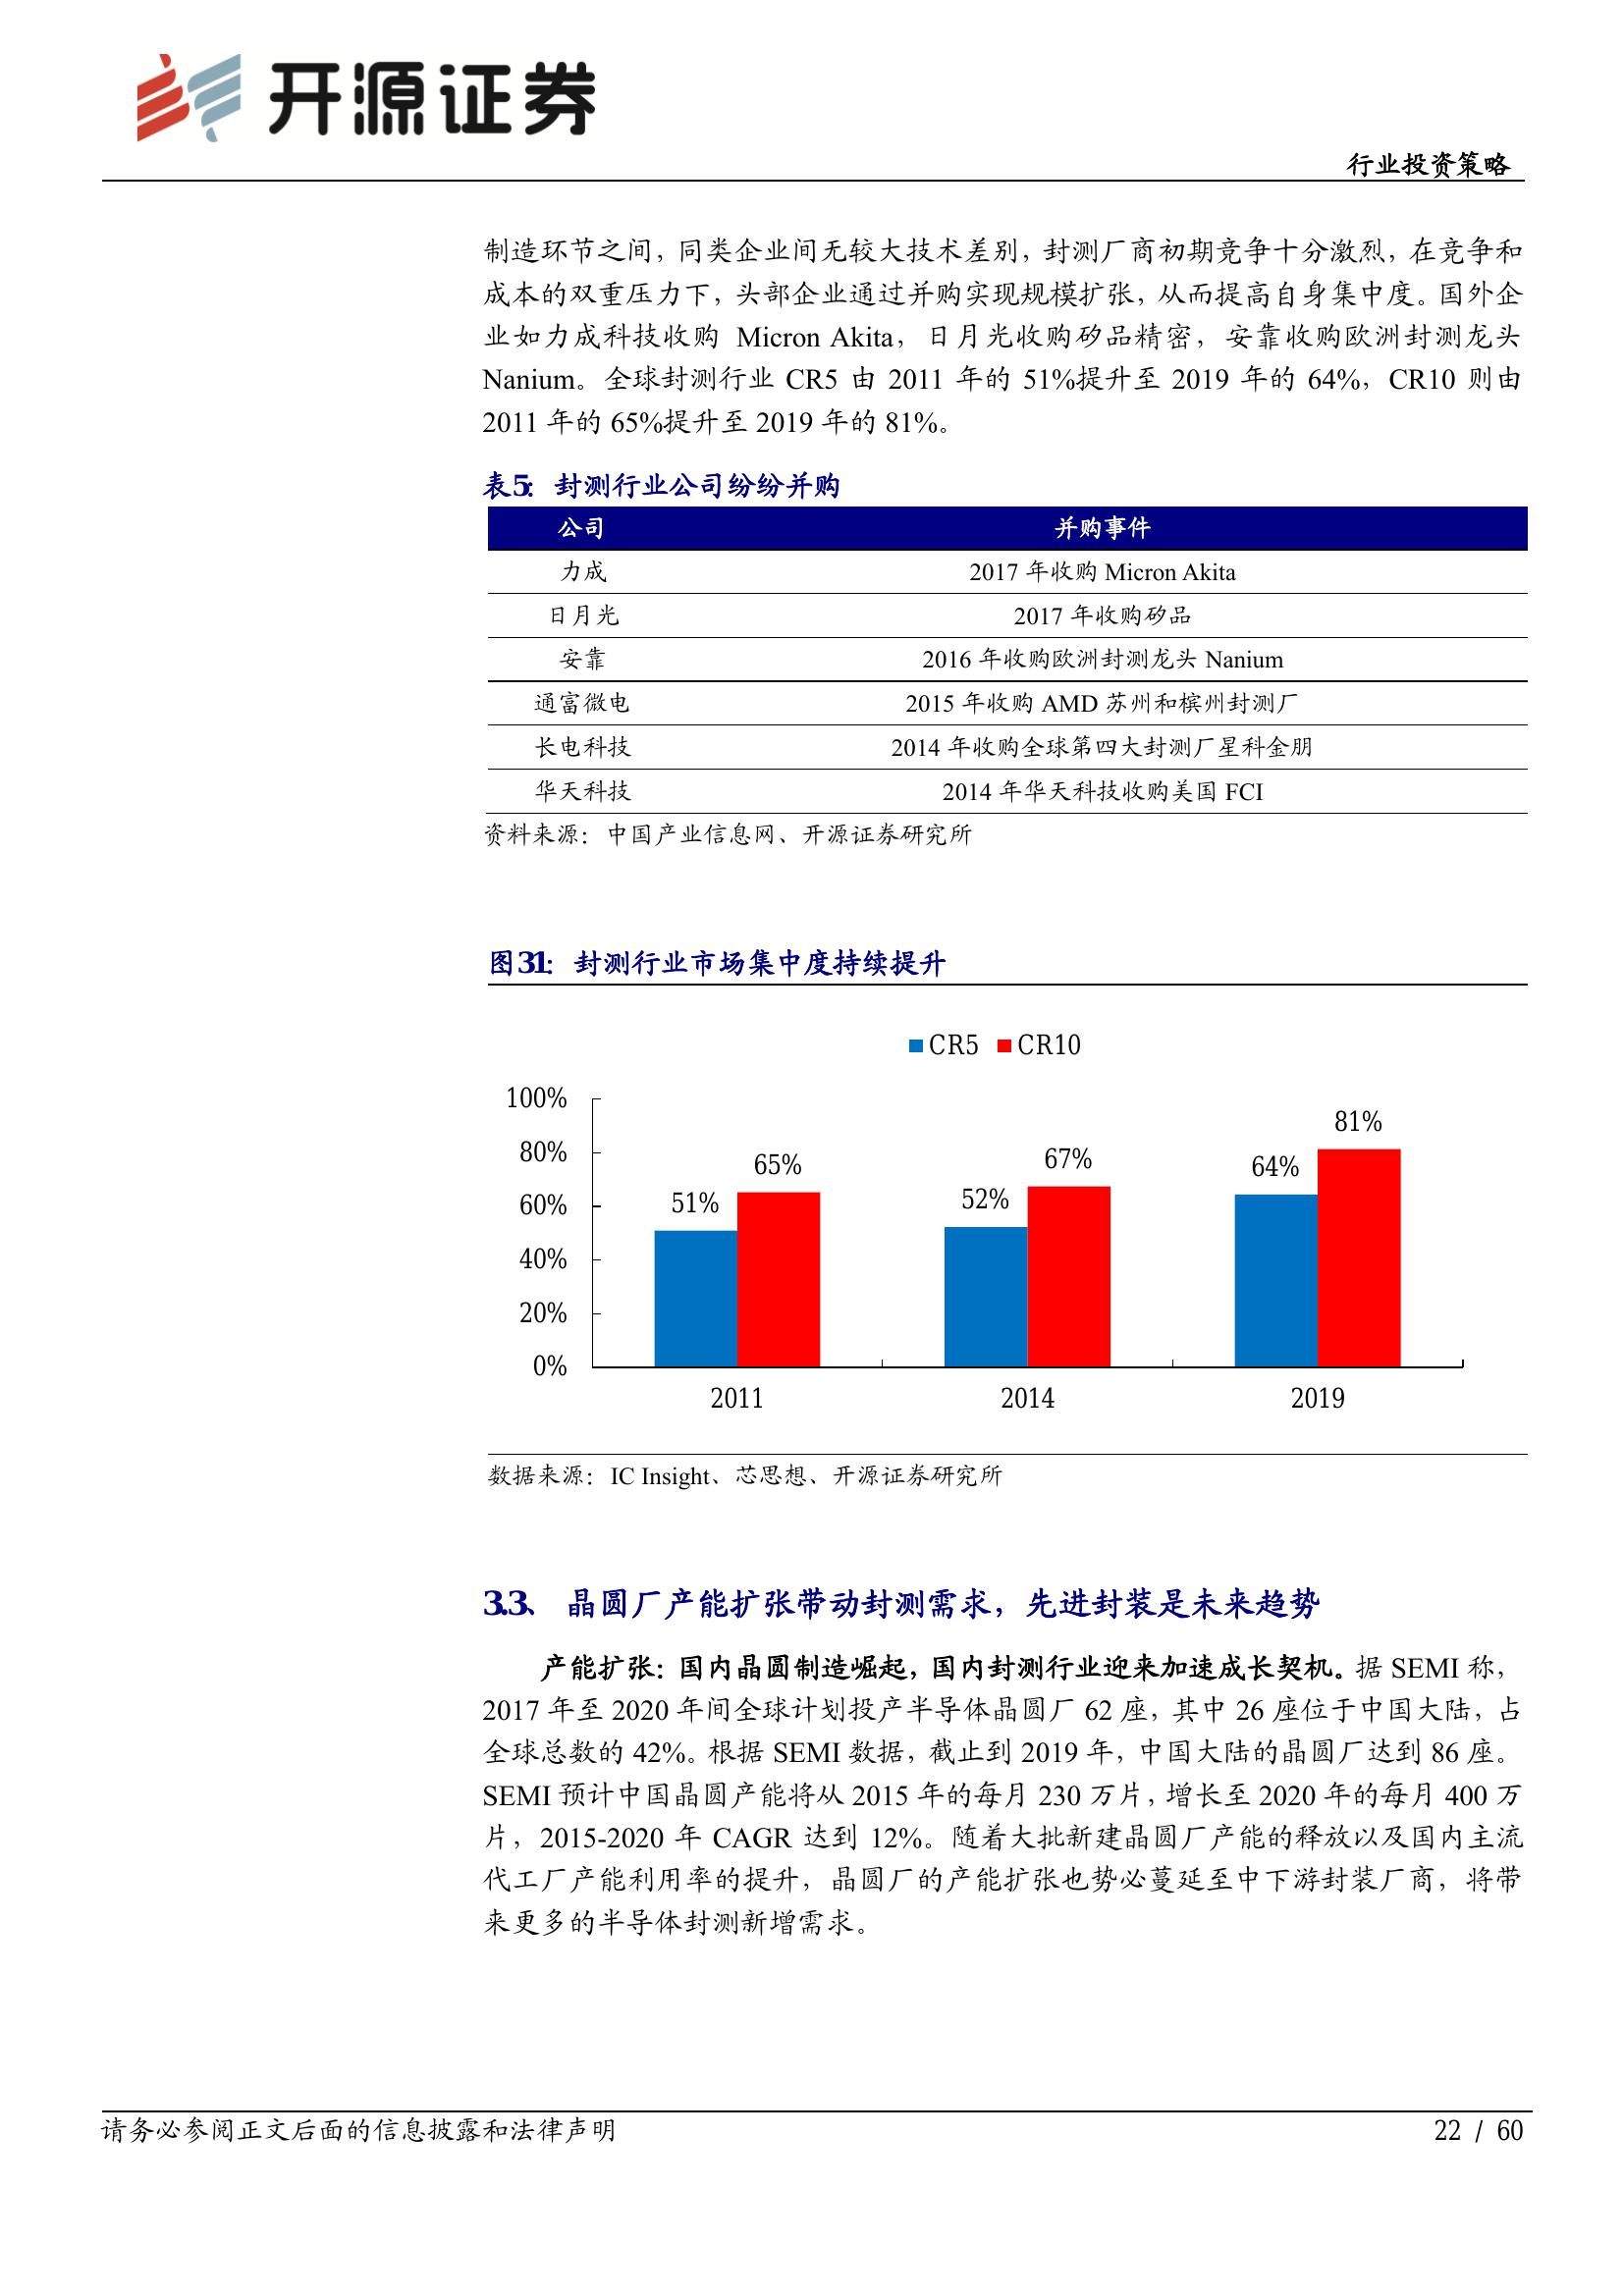 开源证券
行业投资策略
制造环节之间，同类企业间无较大技术差别，封测厂商初期竞争十分激烈，在竞争和
成本的双重压力下，头部企业通过并购实现规模扩张，从而提高自身集中度。国外企
业如力成科技收购 Micron Akita，日月光收购矽品精密，安靠收购欧洲封测龙头
Nanium。全球封测行业 CR5 由 2011 年的 51%提升至 2019 年的 64%，CR10 则由
2011 年的 65%提升至 2019 年的 81%。
表5：封测行业公司纷纷并购
公司 并购事件
力成 2017 年收购 Micron Akita
日月光 2017 年收购矽品
安靠 2016 年收购欧洲封测龙头 Nanium
通富微电 2015 年收购 AMD 苏州和槟州封测厂
长电科技 2014 年收购全球第四大封测厂星科金朋
华天科技 2014 年华天科技收购美国 FCI
资料来源：中国产业信息网、开源证券研究所
图31：封测行业市场集中度持续提升
CR5 CR10
100%
80%
60%
40%
20%
0%
51% 65% 52% 67% 64% 81%
2011 2014 2019
数据来源：IC Insight、芯思想、开源证券研究所
3.3、 晶圆厂产能扩张带动封测需求，先进封装是未来趋势
产能扩张：国内晶圆制造崛起，国内封测行业迎来加速成长契机。据 SEMI 称，
2017 年至 2020 年间全球计划投产半导体晶圆厂 62 座，其中 26 座位于中国大陆，占
全球总数的 42%。根据 SEMI 数据，截止到 2019 年，中国大陆的晶圆厂达到 86 座。
SEMI 预计中国晶圆产能将从 2015 年的每月 230 万片，增长至 2020 年的每月 400 万
片，2015-2020 年 CAGR 达到 12%。随着大批新建晶圆厂产能的释放以及国内主流
代工厂产能利用率的提升，晶圆厂的产能扩张也势必蔓延至中下游封装厂商，将带
来更多的半导体封测新增需求。
请务必参阅正文后面的信息披露和法律声明 22 / 60